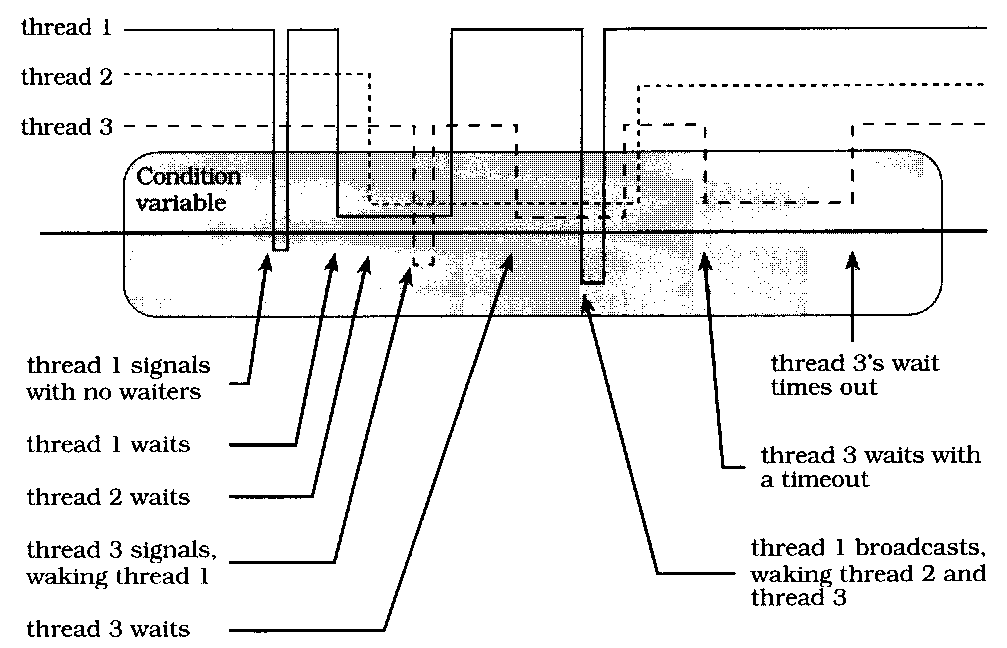 thread 1
thread 2
thread 3
Condition
variable
thread 1 signals
with no waiters
thread 1 waits
thread 2 waits
thread 3 signals,
waking thread 1
thread 3 waits
thread 3's wait
times out
thread 3 waits with
a timeout
thread 1 broadcasts,
waking thread 2 and
thread 3